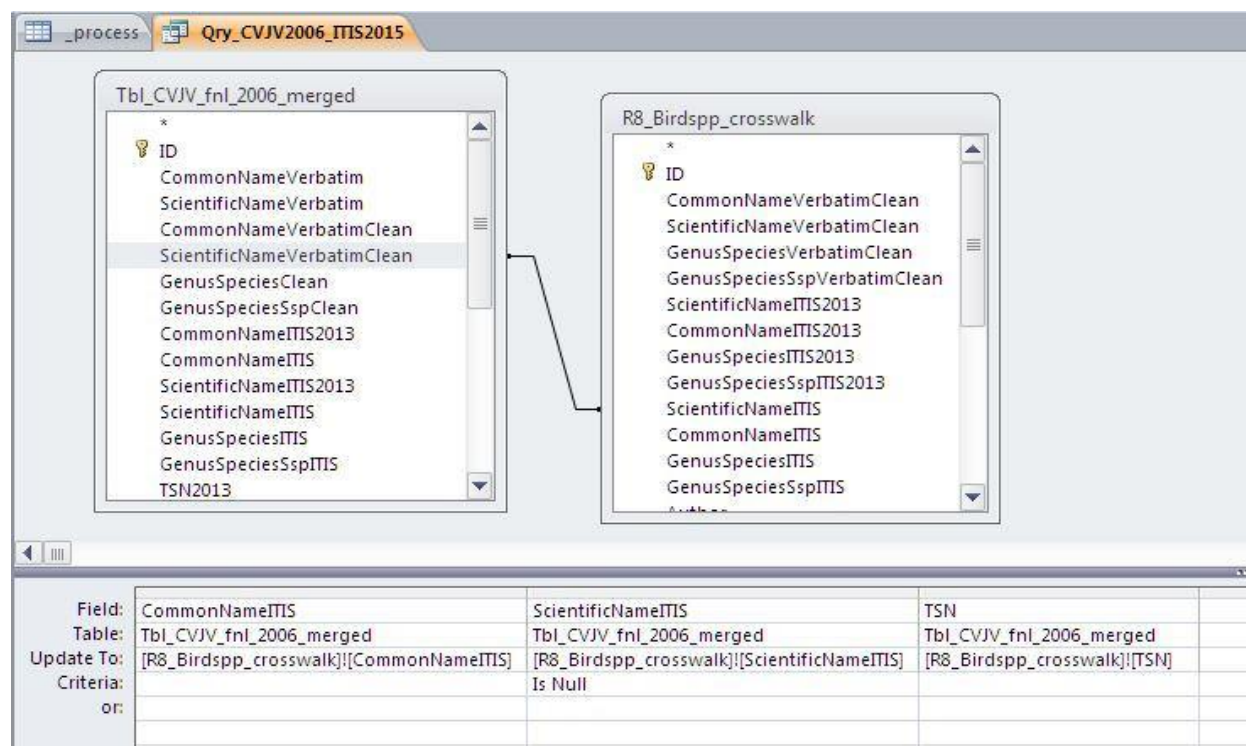 _process Qry_CVJV2006_ITIS2015
Tbl_CVJV_fnl_2006_merged
*
ID
CommonNameVerbatim
ScientificNameVerbatim
CommonNameVerbatimClean
ScientificNameVerbatimClean
GenusSpeciesClean
GenusSpeciesSspClean
CommonNameITIS2013
CommonNameITIS
ScientificNameITIS2013
ScientificNameITIS
GenusSpeciesITIS
GenusSpeciesSspITIS
TSN2013
R8_Birdspp_crosswalk
*
ID
CommonNameVerbatimClean
ScientificNameVerbatimClean
GenusSpeciesVerbatimClean
GenusSpeciesSspVerbatimClean
ScientificNameITIS2013
CommonNameITIS2013
GenusSpeciesITIS2013
GenusSpeciesSspITIS2013
ScientificNameITIS
CommonNameITIS
GenusSpeciesITIS
GenusSpeciesSspITIS
Field: CommonNameITIS ScientificNameITIS TSN
Table: Tbl_CVJV_fnl_2006_merged Tbl_CVJV_fnl_2006_merged Tbl_CVJV_fnl_2006_merged
Update To: [R8_Birdspp_crosswalk]![CommonNameITIS] [R8_Birdspp_crosswalk]![ScientificNameITIS] [R8_Birdspp_crosswalk]![TSN]
Criteria: Is Null
or: